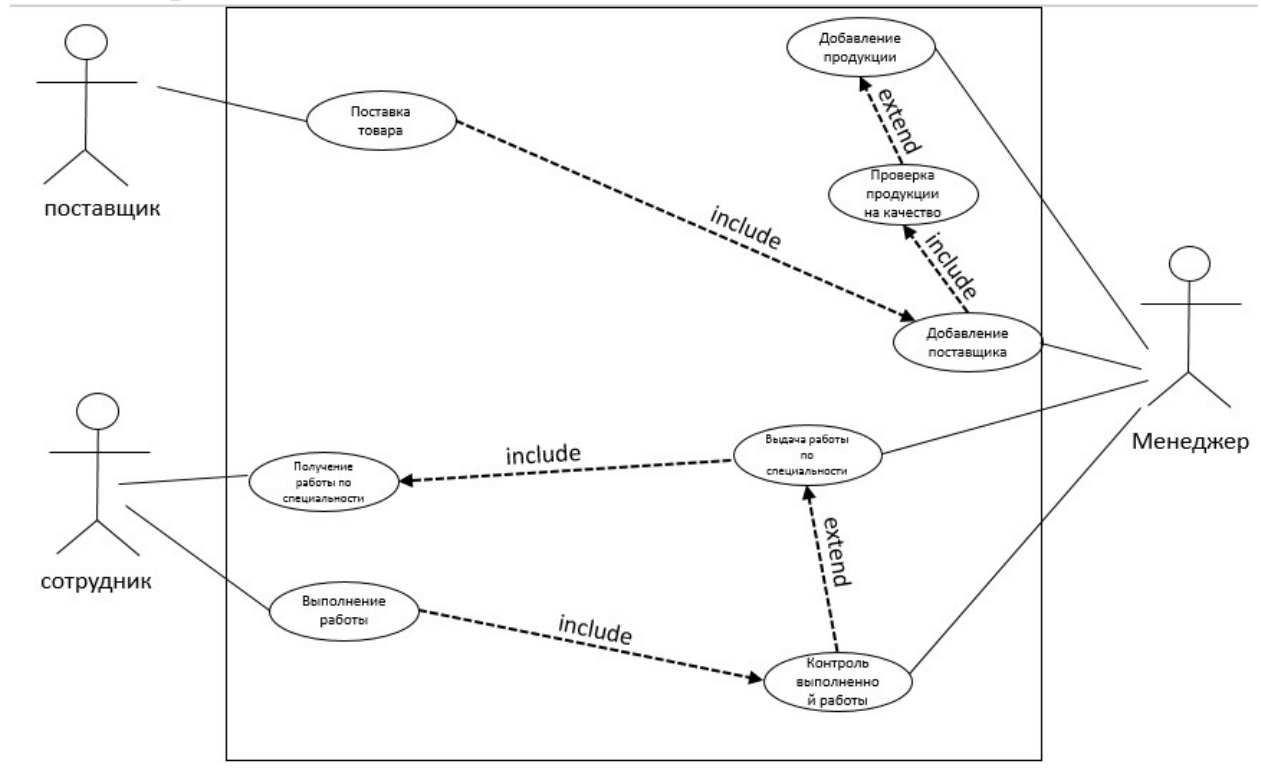 Добавление
продукции
extend
Поставка
товара
Проверка
продукции
на качество
поставщик
include
include
Добавление
поставщика
Менеджер
Выдача работы
по
специальности
include
Получение
работы по
специальности
extend
сотрудник
Выполнение
работы
include
Контроль
выполненно
й работы